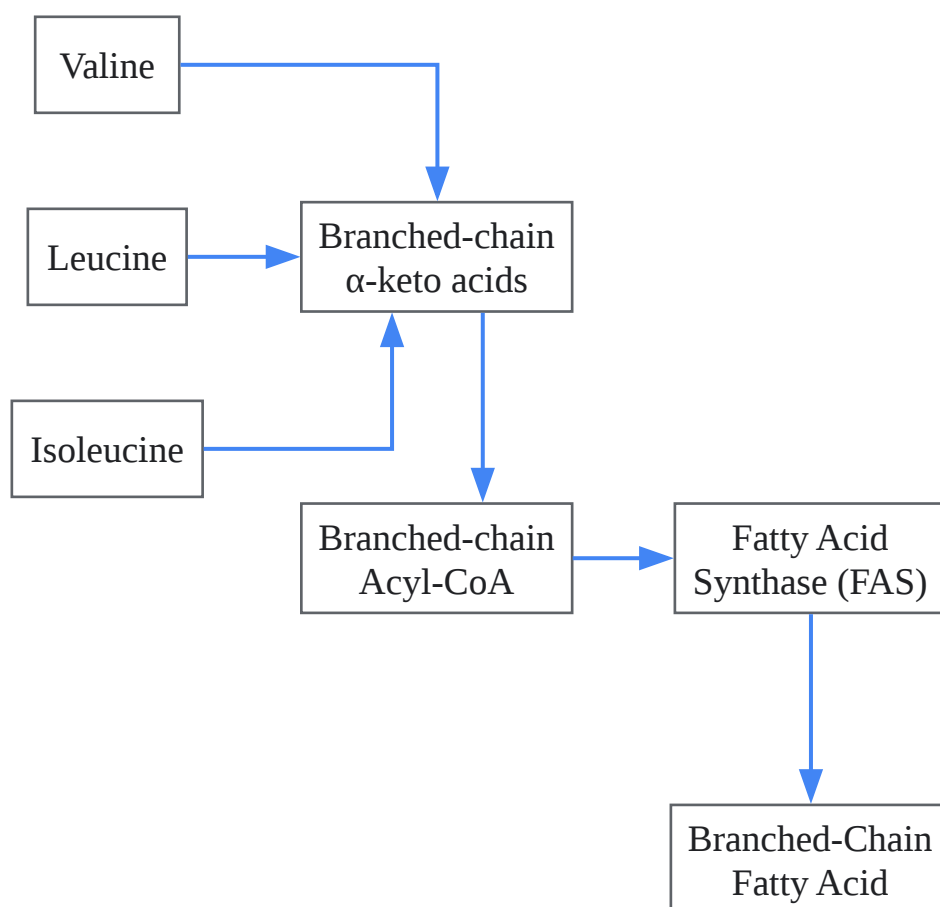 Valine
Leucine
Branched-chain
α-keto acids
Isoleucine
Branched-chain
Acyl-CoA
Fatty Acid
Synthase (FAS)
Branched-Chain
Fatty Acid